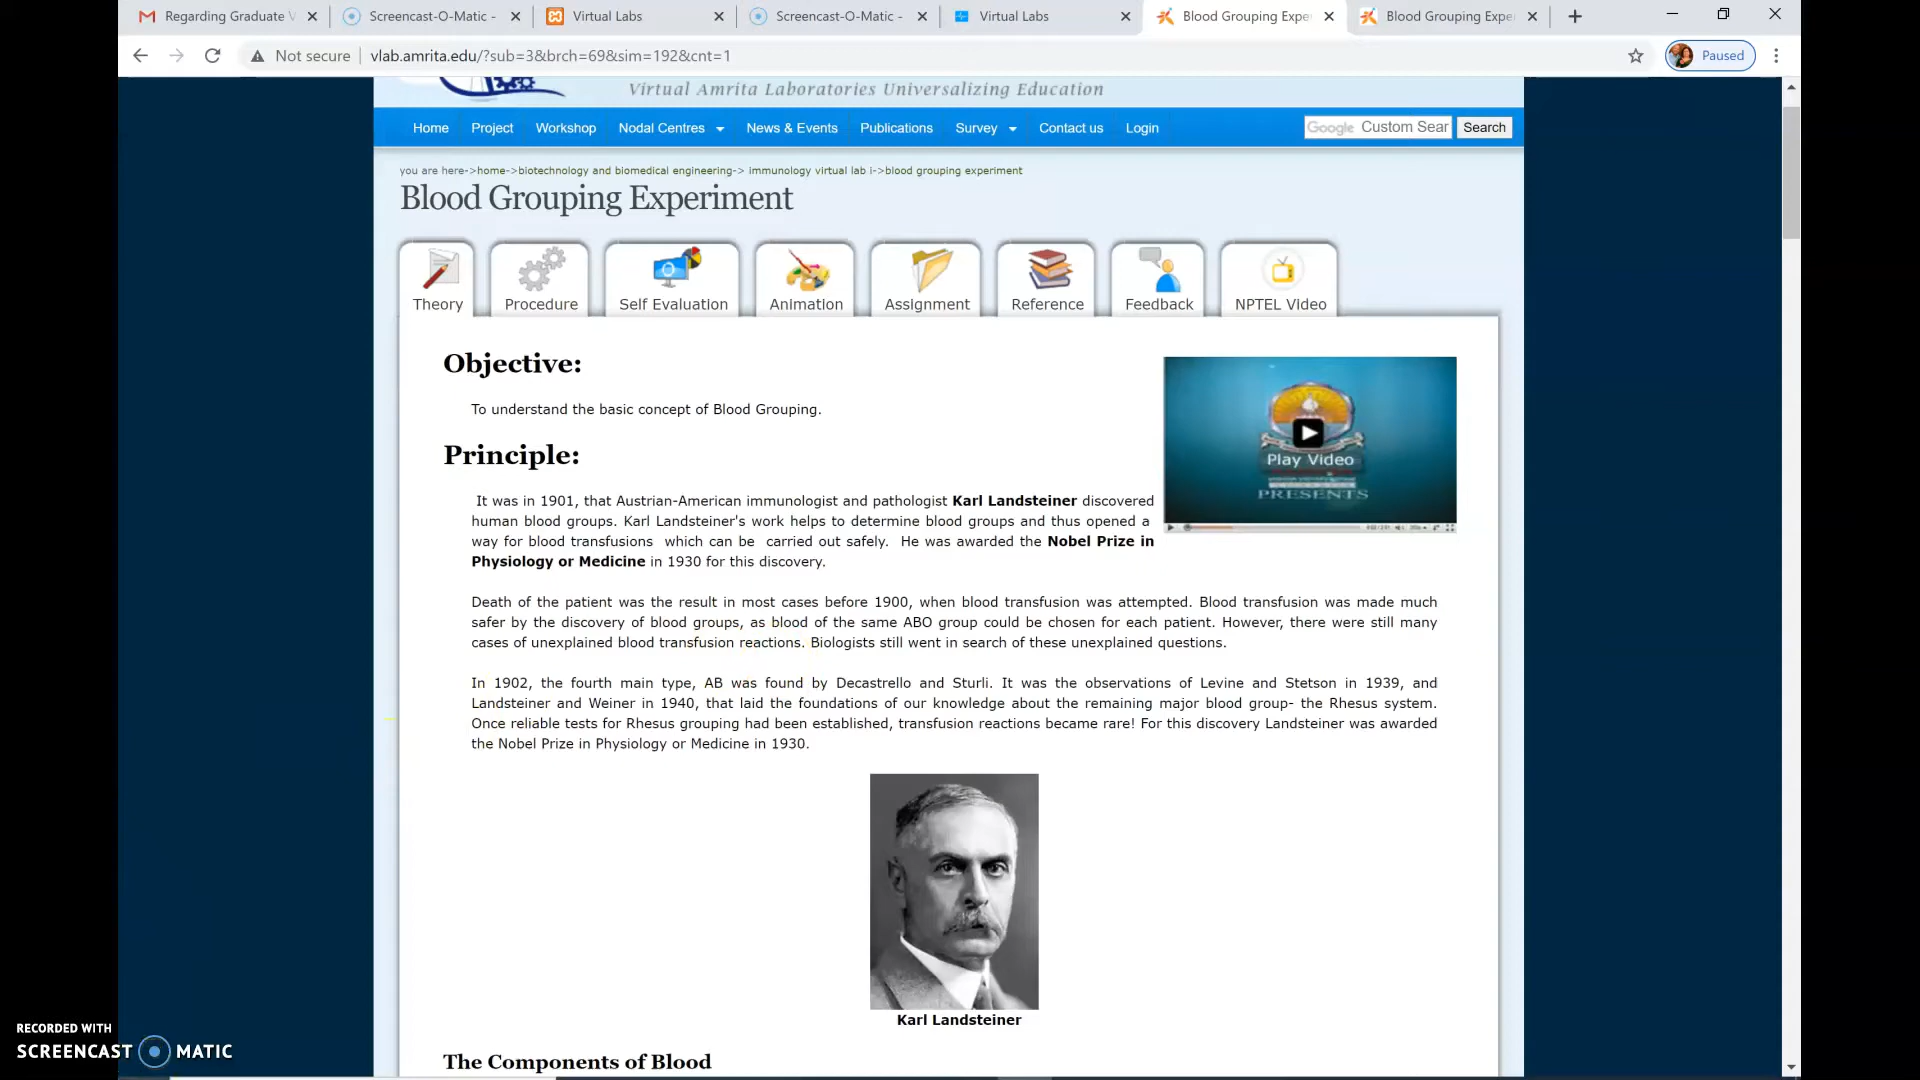 Regarding Graduate V
Screencast-O-Matic -
Virtual Labs
Screencast-O-Matic -
Virtual Labs
Blood Grouping Expe
Blood Grouping Expe
Not secure
vlab.amrita.edu/?sub=3&brch=69&sim=192&cnt=1
Paused
Virtual Amrita Laboratories Universalizing Education
Home Project Workshop Nodal Centres News & Events Publications Survey Contact us Login
Google Custom Sear Search
you are here->home->biotechnology and biomedical engineering-> immunology virtual lab i->blood grouping experiment
Blood Grouping Experiment
Theory Procedure Self Evaluation Animation Assignment Reference Feedback NPTEL Video
Objective:
To understand the basic concept of Blood Grouping.
Play Video
PRESENTS
Principle:
It was in 1901, that Austrian-American immunologist and pathologist Karl Landsteiner discovered
human blood groups. Karl Landsteiner's work helps to determine blood groups and thus opened a
way for blood transfusions which can be carried out safely. He was awarded the Nobel Prize in
Physiology or Medicine in 1930 for this discovery.
Death of the patient was the result in most cases before 1900, when blood transfusion was attempted. Blood transfusion was made much
safer by the discovery of blood groups, as blood of the same ABO group could be chosen for each patient. However, there were still many
cases of unexplained blood transfusion reactions. Biologists still went in search of these unexplained questions.
In 1902, the fourth main type, AB was found by Decastrello and Sturli. It was the observations of Levine and Stetson in 1939, and
Landsteiner and Weiner in 1940, that laid the foundations of our knowledge about the remaining major blood group- the Rhesus system.
Once reliable tests for Rhesus grouping had been established, transfusion reactions became rare! For this discovery Landsteiner was awarded
the Nobel Prize in Physiology or Medicine in 1930.
Karl Landsteiner
The Components of Blood
RECORDED WITH
SCREENCAST MATIC